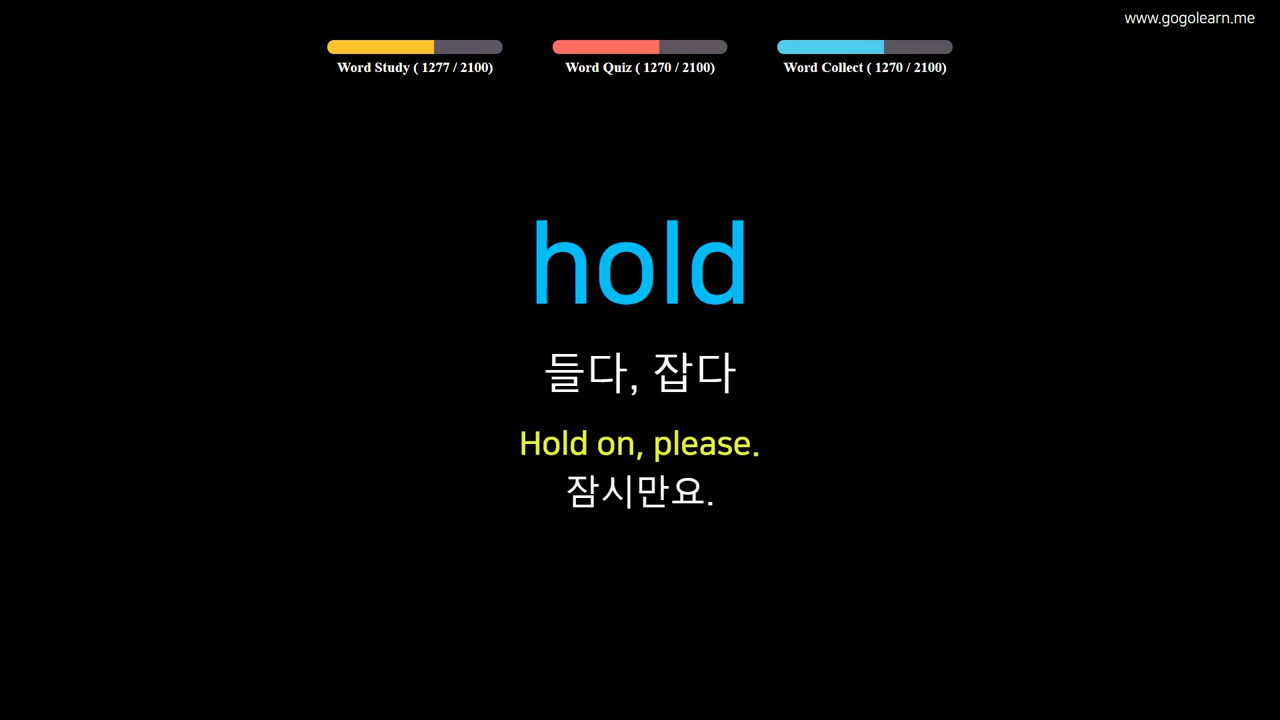 www.gogolearn.me
Word Study ( 1277 / 2100)
Word Quiz ( 1270 / 2100)
Word Collect ( 1270 / 2100)
hold
들다, 잡다
Hold on, please.
잠시만요.